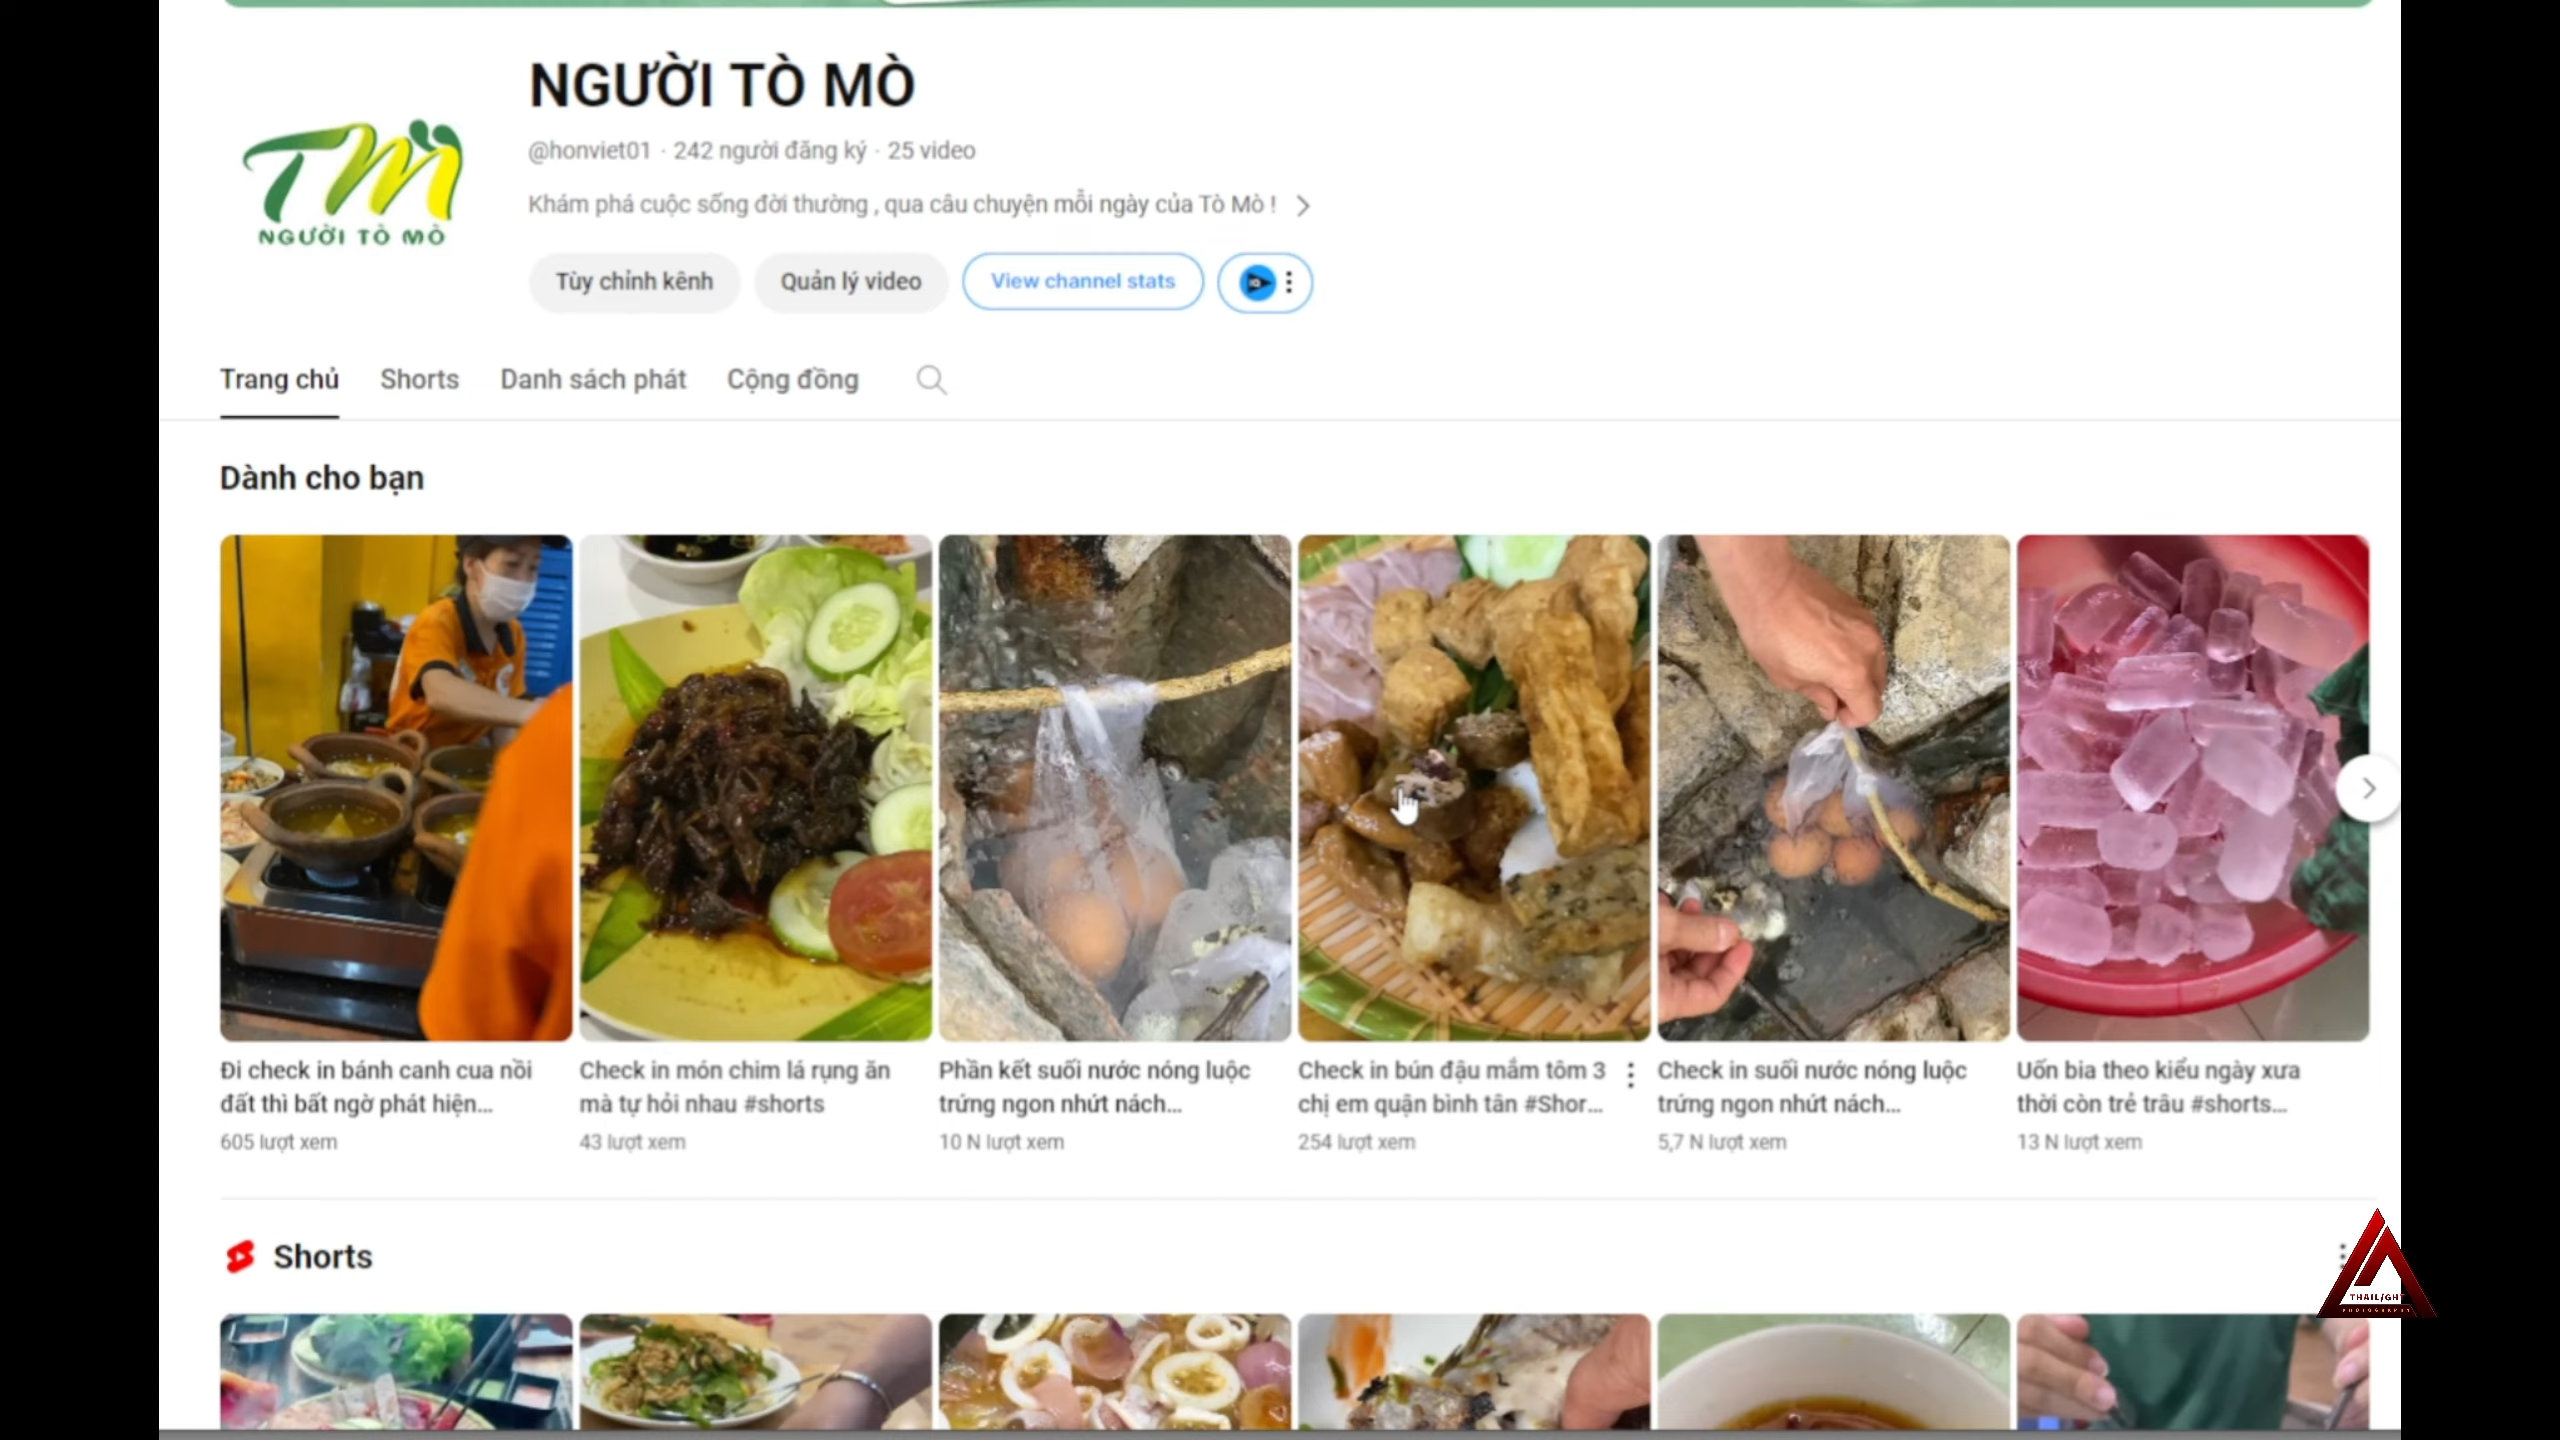 NGƯỜI TÒ MÒ
TM
NGƯỜI TÒ MÒ
@honviet01 · 242 người đăng ký · 25 video
Khám phá cuộc sống đời thường , qua câu chuyện mỗi ngày của Tò Mò !
Tùy chỉnh kênh
Quản lý video
View channel stats
Trang chủ
Shorts
Danh sách phát
Cộng đồng
Dành cho bạn
Đi check in bánh canh cua nồi
đất thì bất ngờ phát hiện...
605 lượt xem
Check in món chim lá rụng ăn
mà tự hỏi nhau #shorts
43 lượt xem
Phần kết suối nước nóng luộc
trứng ngon nhứt nách...
10 N lượt xem
Check in bún đậu mắm tôm 3
chị em quận bình tân #Shor...
254 lượt xem
Check in suối nước nóng luộc
trứng ngon nhứt nách...
5,7 N lượt xem
Uốn bia theo kiểu ngày xưa
thời còn trẻ trâu #shorts...
13 N lượt xem
Shorts
THAILIGHT
PHOTOGRAPHY